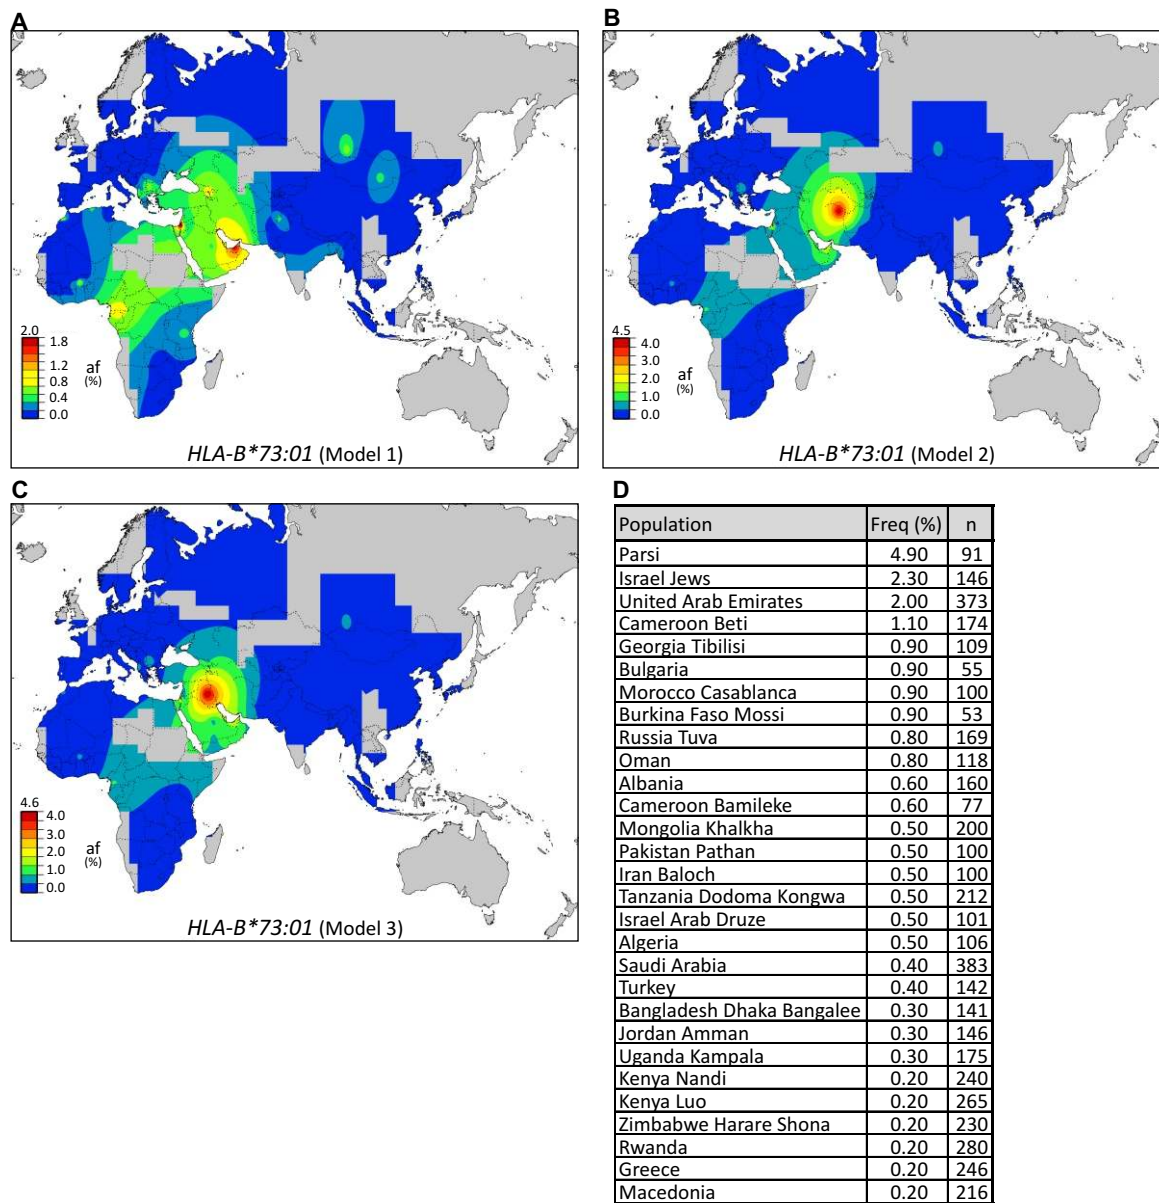 A
2.0
1.8
1.2
0.8
0.4
0.0
af
(%)
HLA-B*73:01 (Model 1)
B
4.5
4.0
3.0
2.0
1.0
0.0
af
(%)
HLA-B*73:01 (Model 2)
C
4.6
4.0
3.0
2.0
1.0
0.0
af
(%)
HLA-B*73:01 (Model 3)
D
Population Freq (%) n
Parsi 4.90 91
Israel Jews 2.30 146
United Arab Emirates 2.00 373
Cameroon Beti 1.10 174
Georgia Tibilisi 0.90 109
Bulgaria 0.90 55
Morocco Casablanca 0.90 100
Burkina Faso Mossi 0.90 53
Russia Tuva 0.80 169
Oman 0.80 118
Albania 0.60 160
Cameroon Bamileke 0.60 77
Mongolia Khalkha 0.50 200
Pakistan Pathan 0.50 100
Iran Baloch 0.50 100
Tanzania Dodoma Kongwa 0.50 212
Israel Arab Druze 0.50 101
Algeria 0.50 106
Saudi Arabia 0.40 383
Turkey 0.40 142
Bangladesh Dhaka Bangalee 0.30 141
Jordan Amman 0.30 146
Uganda Kampala 0.30 175
Kenya Nandi 0.20 240
Kenya Luo 0.20 265
Zimbabwe Harare Shona 0.20 230
Rwanda 0.20 280
Greece 0.20 246
Macedonia 0.20 216